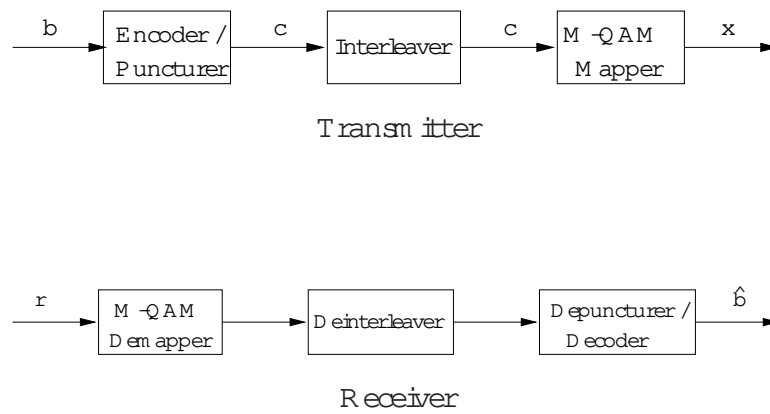 b
Encoder /
Puncturer
c
Interleaver
c
M-QAM
Mapper
x
Transmitter
r
M-QAM
Demapper
Deinterleaver
Depuncturer /
Decoder
b̂
Receiver